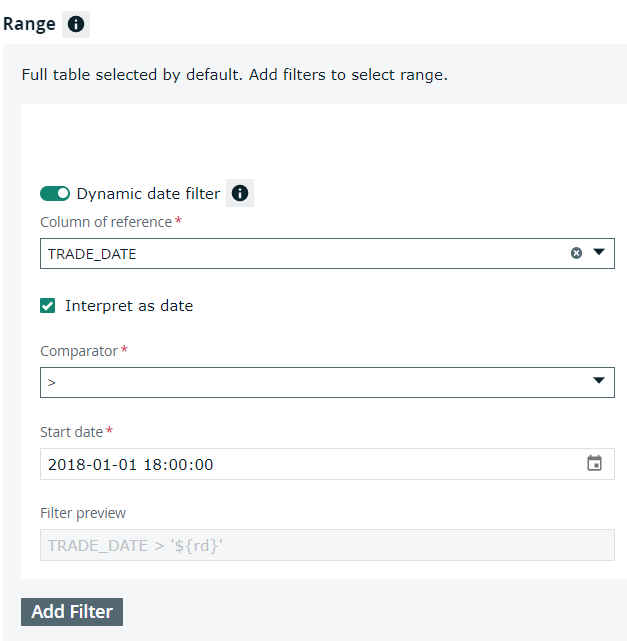 Range
Full table selected by default. Add filters to select range.
Dynamic date filter
Column of reference*
TRADE_DATE
Interpret as date
Comparator*
>
Start date*
2018-01-01 18:00:00
Filter preview
TRADE_DATE > '${rd}'
Add Filter